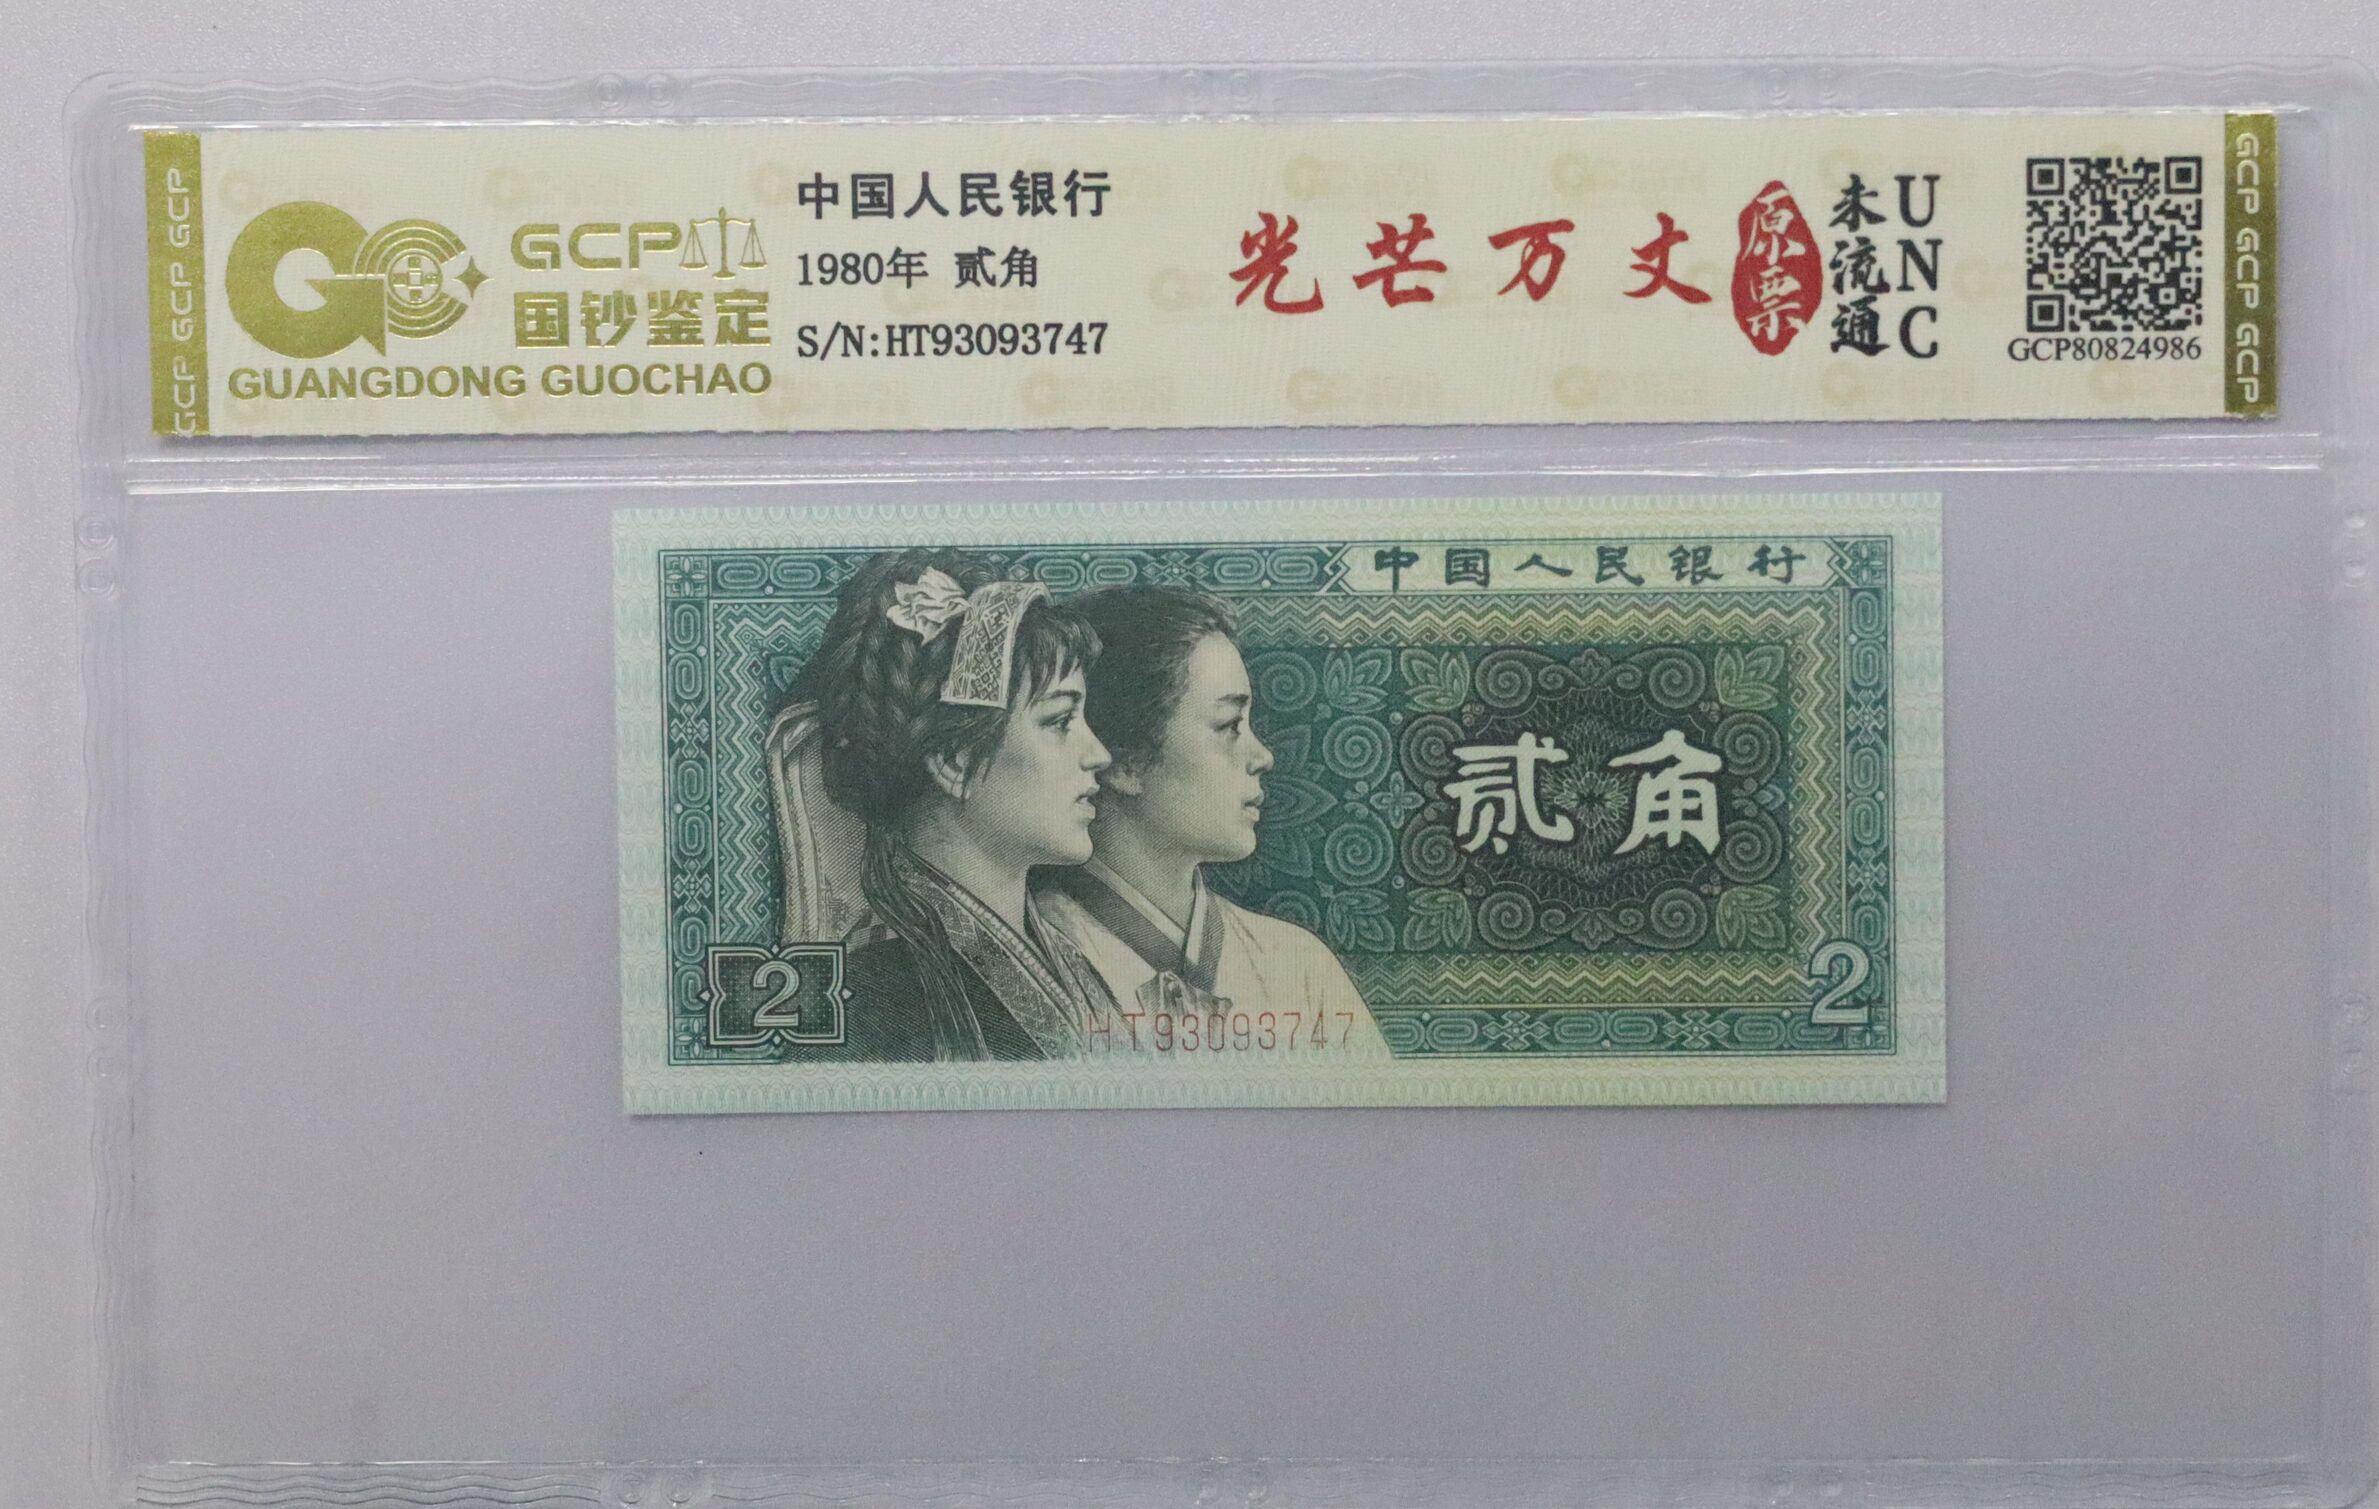 GCP GCP GCP
GCP
国钞鉴定
GUANGDONG GUOCHAO
中国人民银行
1980年 贰角
S/N:HT93093747
光芒万丈
原票
未流通
UNC
GCP80824986
GCP GCP GCP
中国人民银行
贰角
2
2
HT93093747